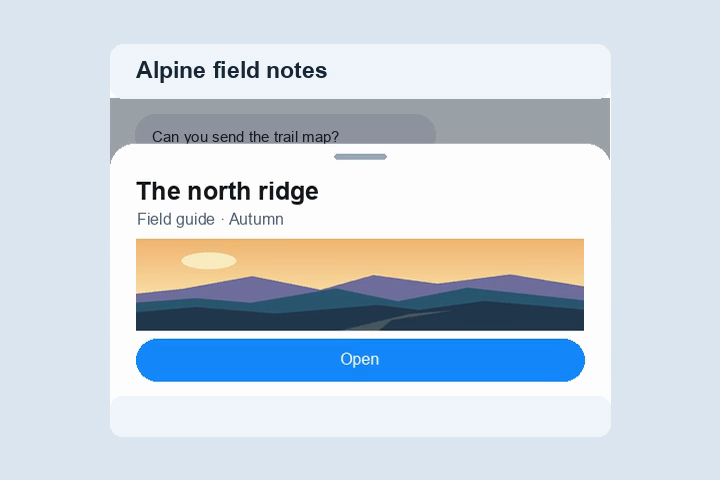 Alpine field notes
Can you send the trail map?
The north ridge
Field guide · Autumn
Open